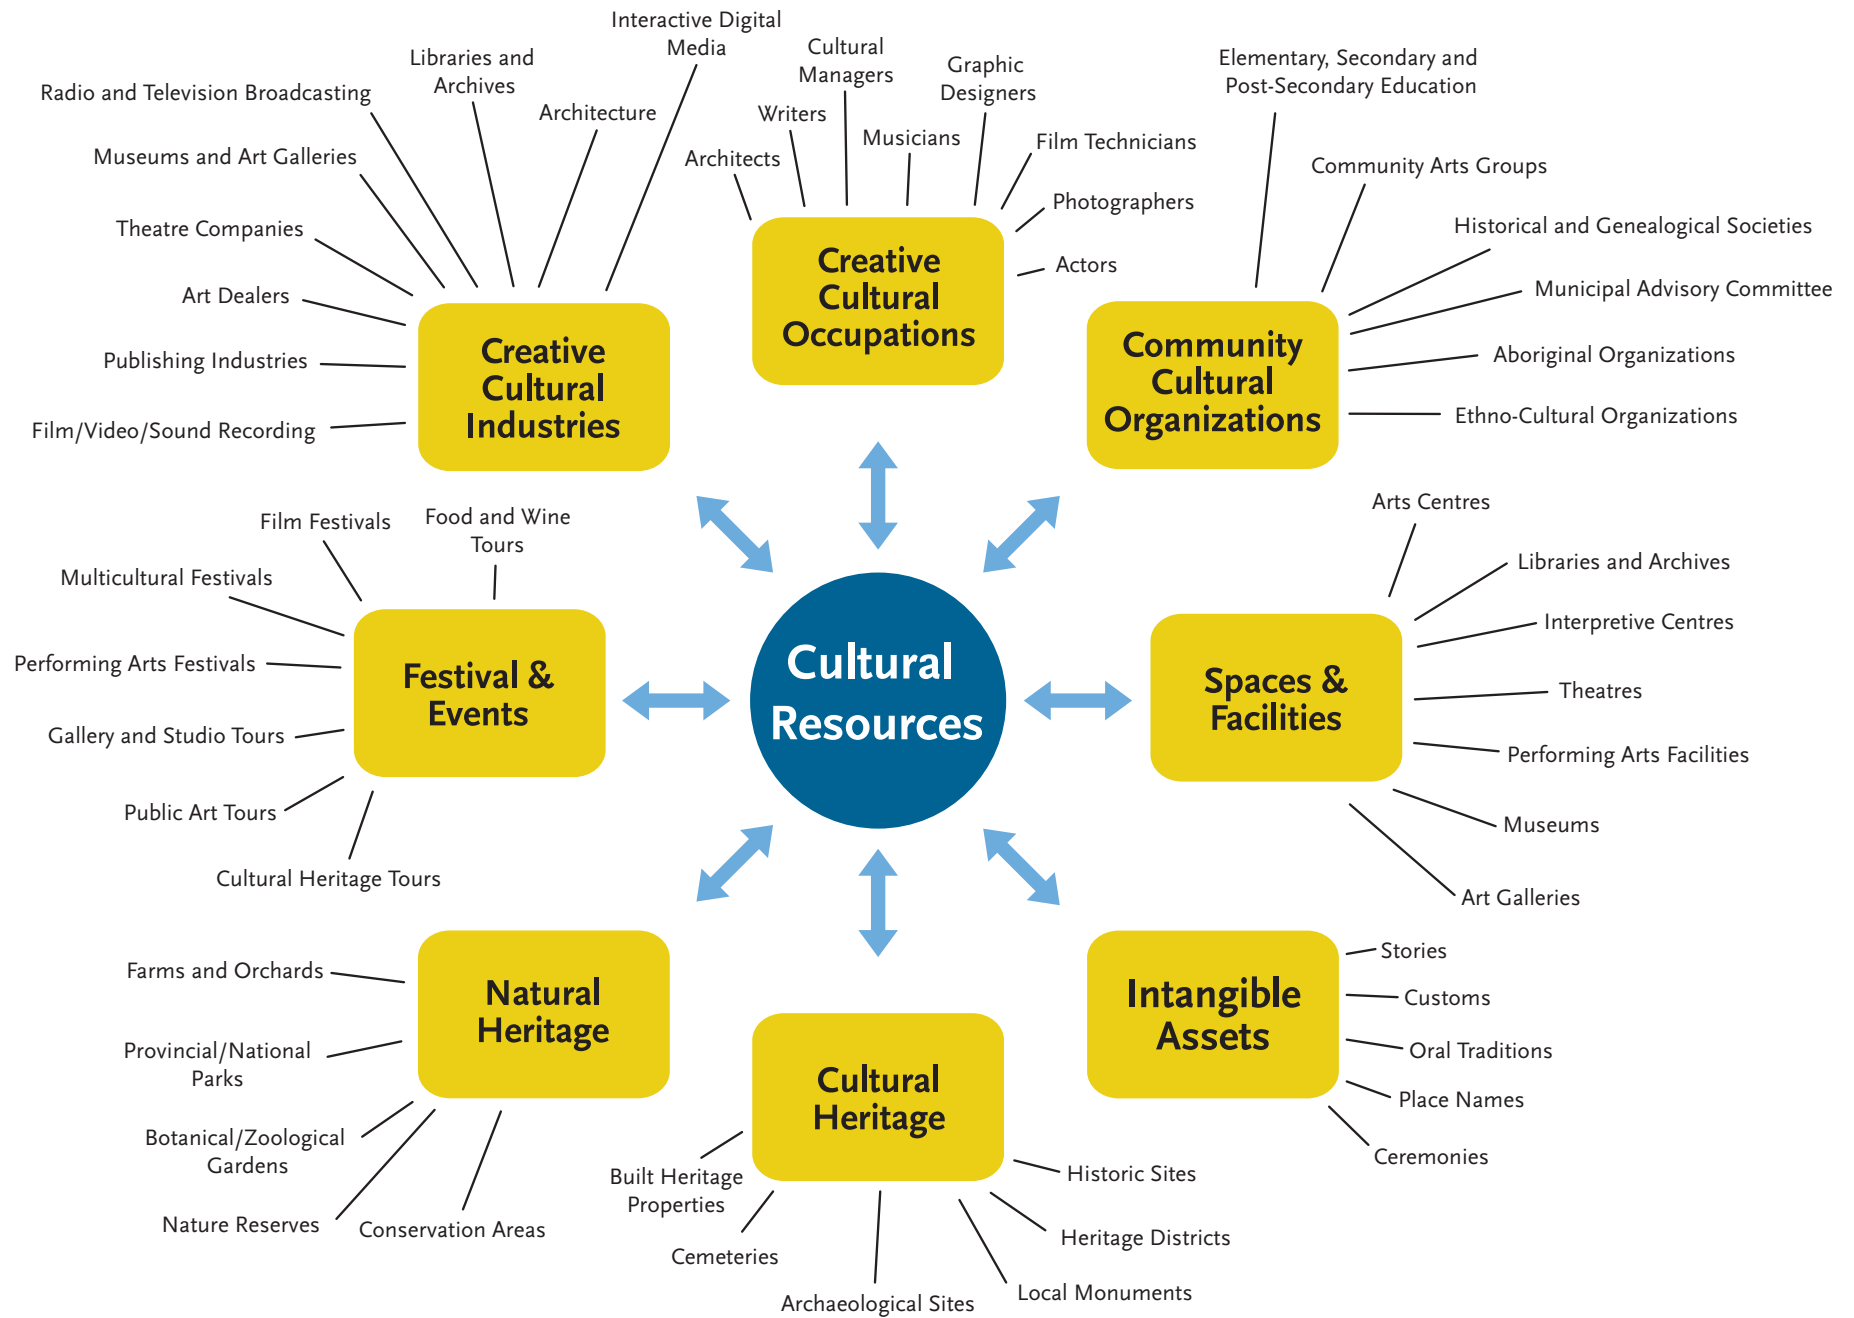 Interactive Digital
Media
Libraries and
Archives
Radio and Television Broadcasting
Architecture
Museums and Art Galleries
Theatre Companies
Art Dealers
Publishing Industries
Film/Video/Sound Recording
Creative
Cultural
Industries
Cultural
Managers
Graphic
Designers
Writers
Musicians
Architects
Film Technicians
Photographers
Actors
Creative
Cultural
Occupations
Elementary, Secondary and
Post-Secondary Education
Community Arts Groups
Historical and Genealogical Societies
Municipal Advisory Committee
Aboriginal Organizations
Ethno-Cultural Organizations
Community
Cultural
Organizations
Film Festivals
Food and Wine
Tours
Multicultural Festivals
Performing Arts Festivals
Gallery and Studio Tours
Public Art Tours
Cultural Heritage Tours
Festival &
Events
Cultural
Resources
Arts Centres
Libraries and Archives
Interpretive Centres
Theatres
Performing Arts Facilities
Museums
Art Galleries
Spaces &
Facilities
Farms and Orchards
Provincial/National
Parks
Botanical/Zoological
Gardens
Nature Reserves
Conservation Areas
Natural
Heritage
Cultural
Heritage
Built Heritage
Properties
Cemeteries
Archaeological Sites
Local Monuments
Heritage Districts
Historic Sites
Intangible
Assets
Stories
Customs
Oral Traditions
Place Names
Ceremonies